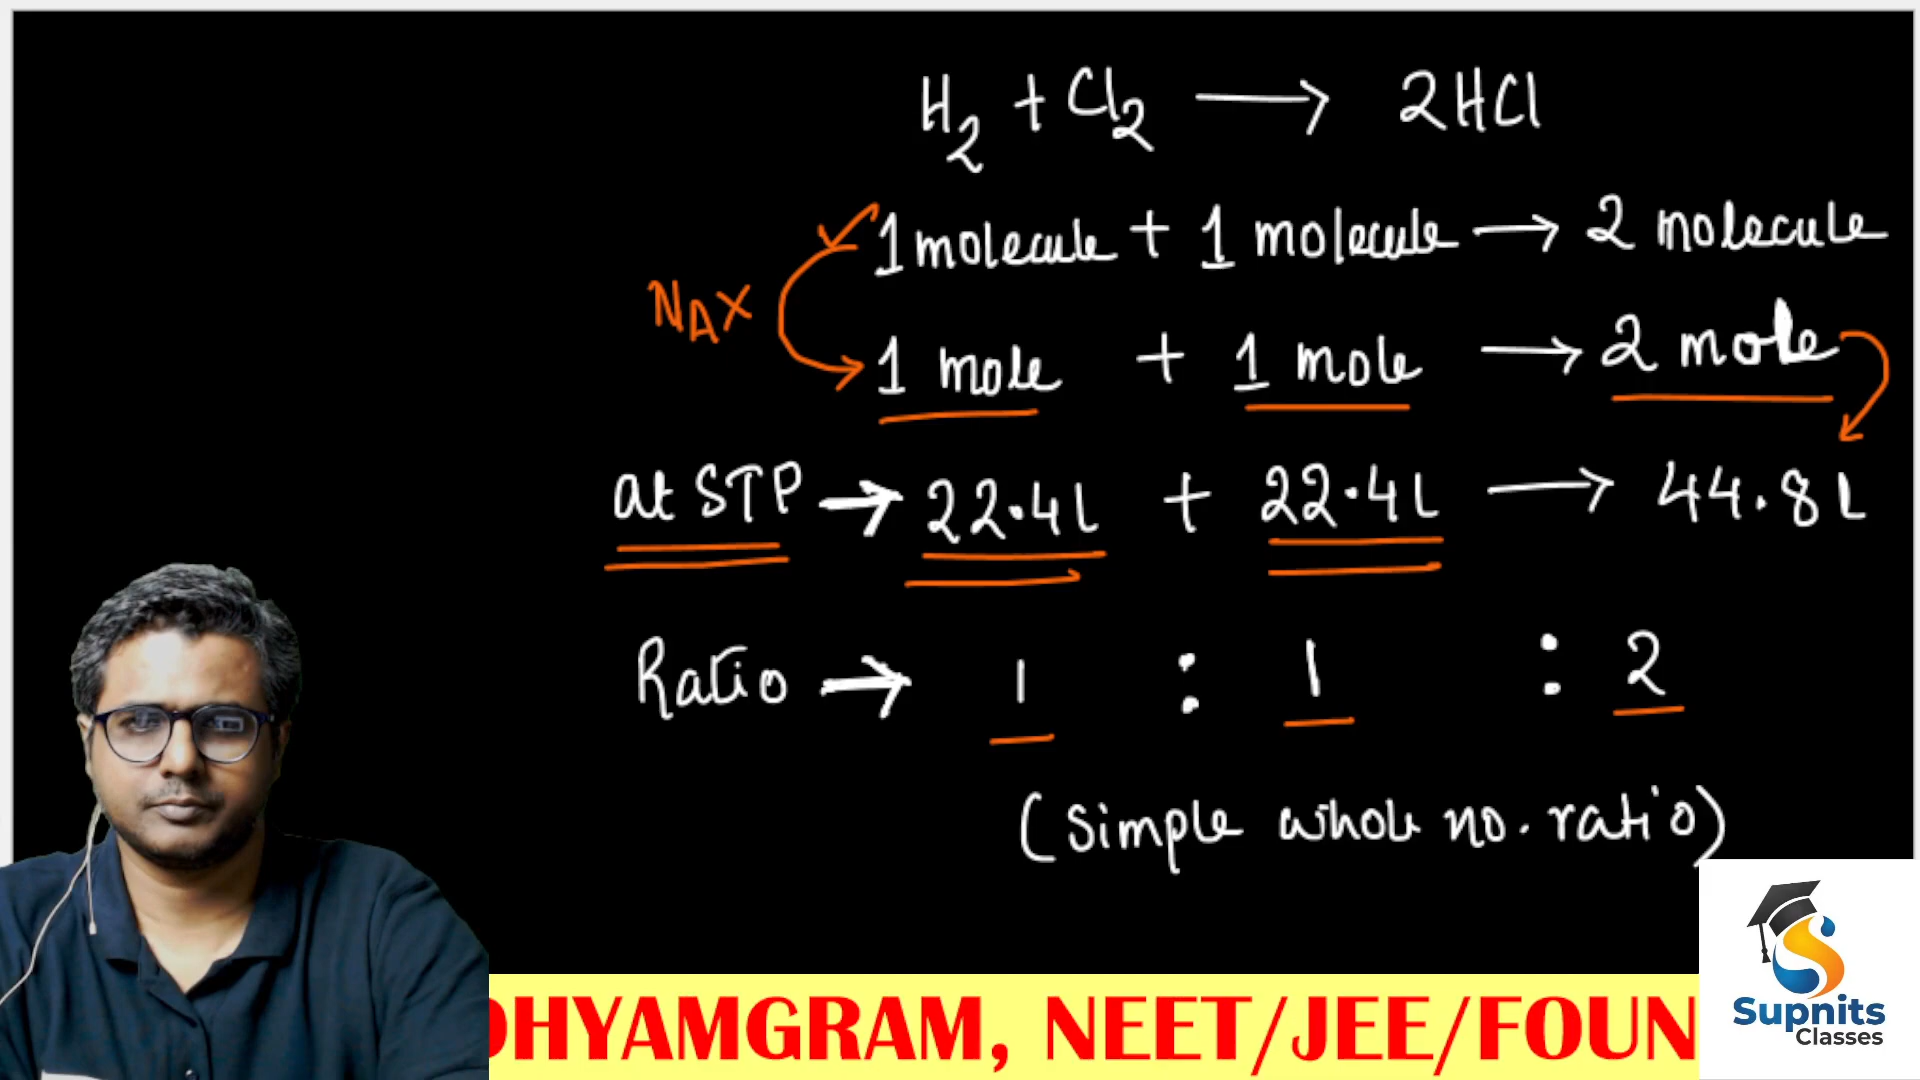 H₂ + Cl₂ ⟶ 2HCl
1 molecule + 1 molecule → 2 molecule
NAX
1 mole + 1 mole → 2 mole
at STP → 22.4L + 22.4L → 44.8L
Ratio → 1 : 1 : 2
(Simple whole no. ratio)
DHYAMGRAM, NEET/JEE/FOUN
Supnits
Classes